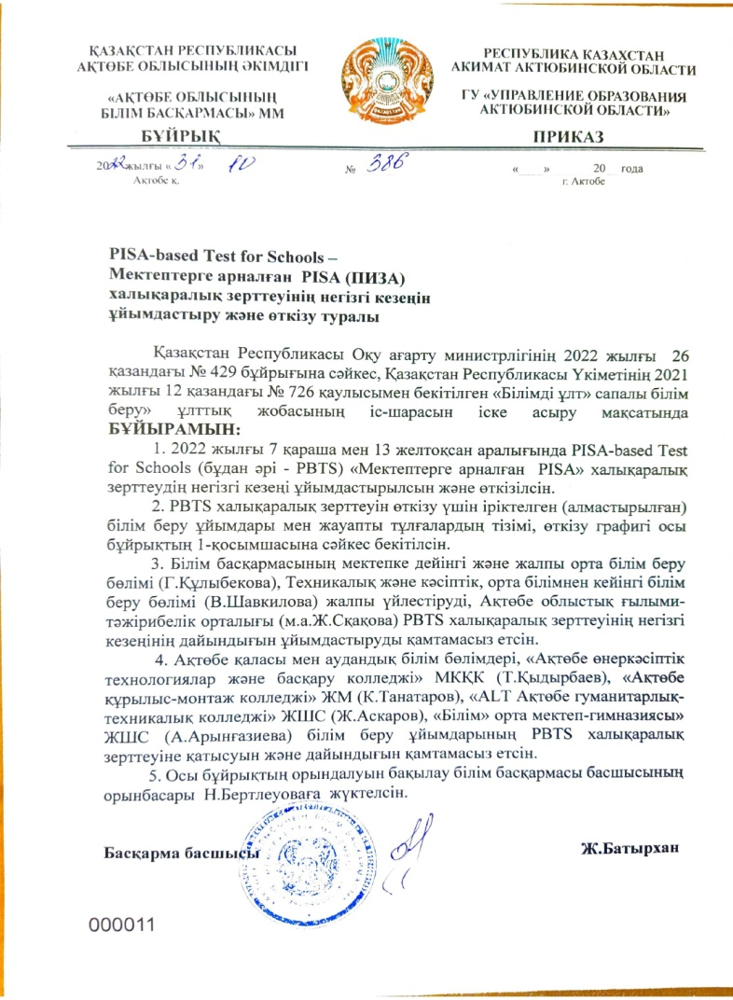 ҚАЗАҚСТАН РЕСПУБЛИКАСЫ
АҚТӨБЕ ОБЛЫСЫНЫҢ ӘКІМДІГІ
«АҚТӨБЕ ОБЛЫСЫНЫҢ
БІЛІМ БАСҚАРМАСЫ» ММ
БҰЙРЫҚ
РЕСПУБЛИКА КАЗАХСТАН
АКИМАТ АКТЮБИНСКОЙ ОБЛАСТИ
ГУ «УПРАВЛЕНИЕ ОБРАЗОВАНИЯ
АКТЮБИНСКОЙ ОБЛАСТИ»
ПРИКАЗ
2022 жылғы « 31 » 10 № 386 «____»______ 20__ года
Ақтөбе қ. г. Актобе
PISA-based Test for Schools –
Мектептерге арналған PISA (ПИЗА)
халықаралық зерттеуінің негізгі кезеңін
ұйымдастыру және өткізу туралы
Қазақстан Республикасы Оқу ағарту министрлігінің 2022 жылғы 26
қазандағы № 429 бұйрығына сәйкес, Қазақстан Республикасы Үкіметінің 2021
жылғы 12 қазандағы № 726 қаулысымен бекітілген «Білімді ұлт» сапалы білім
беру» ұлттық жобасының іс-шарасын іске асыру мақсатында
БҰЙЫРАМЫН:
1. 2022 жылғы 7 қараша мен 13 желтоқсан аралығында PISA-based Test
for Schools (бұдан әрі - PBTS) «Мектептерге арналған PISA» халықаралық
зерттеудің негізгі кезеңі ұйымдастырылсын және өткізілсін.
2. PBTS халықаралық зерттеуін өткізу үшін іріктелген (алмастырылған)
білім беру ұйымдары мен жауапты тұлғалардың тізімі, өткізу графигі осы
бұйрықтың 1-қосымшасына сәйкес бекітілсін.
3. Білім басқармасының мектепке дейінгі және жалпы орта білім беру
бөлімі (Г.Құлыбекова), Техникалық және кәсіптік, орта білімнен кейінгі білім
беру бөлімі (В.Шавкилова) жалпы үйлестіруді, Ақтөбе облыстық ғылыми-
тәжірибелік орталығы (м.а.Ж.Сқақова) PBTS халықаралық зерттеуінің негізгі
кезеңінің дайындығын ұйымдастыруды қамтамасыз етсін.
4. Ақтөбе қаласы мен аудандық білім бөлімдері, «Ақтөбе өнеркәсіптік
технологиялар және басқару колледжі» МКҚК (Т.Қыдырбаев), «Ақтөбе
құрылыс-монтаж колледжі» ЖМ (К.Танатаров), «ALT Ақтөбе гуманитарлық-
техникалық колледжі» ЖШС (Ж.Аскаров), «Білім» орта мектеп-гимназиясы»
ЖШС (А.Арынғазиева) білім беру ұйымдарының PBTS халықаралық
зерттеуіне қатысуын және дайындығын қамтамасыз етсін.
5. Осы бұйрықтың орындалуын бақылау білім басқармасы басшысының
орынбасары Н.Бертлеуоваға жүктелсін.
Басқарма басшысы Ж.Батырхан
000011